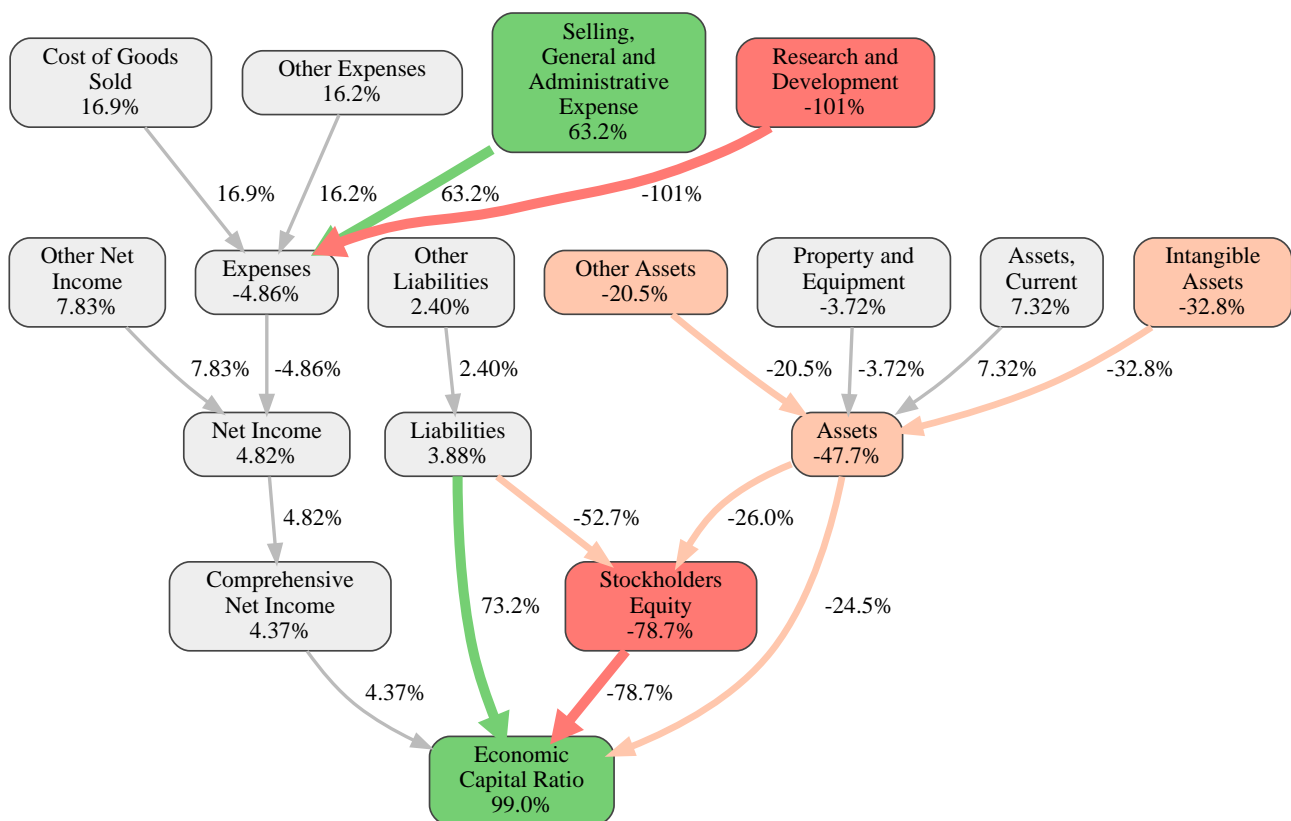 Cost of Goods
Sold
16.9%
Other Expenses
16.2%
Selling,
General and
Administrative
Expense
63.2%
Research and
Development
-101%
16.9%
16.2%
63.2%
-101%
Other Net
Income
7.83%
Expenses
-4.86%
Other
Liabilities
2.40%
Other Assets
-20.5%
Property and
Equipment
-3.72%
Assets,
Current
7.32%
Intangible
Assets
-32.8%
7.83%
-4.86%
2.40%
-20.5%
-3.72%
7.32%
-32.8%
Net Income
4.82%
Liabilities
3.88%
Assets
-47.7%
4.82%
-52.7%
-26.0%
Comprehensive
Net Income
4.37%
73.2%
Stockholders
Equity
-78.7%
-24.5%
4.37%
-78.7%
Economic
Capital Ratio
99.0%